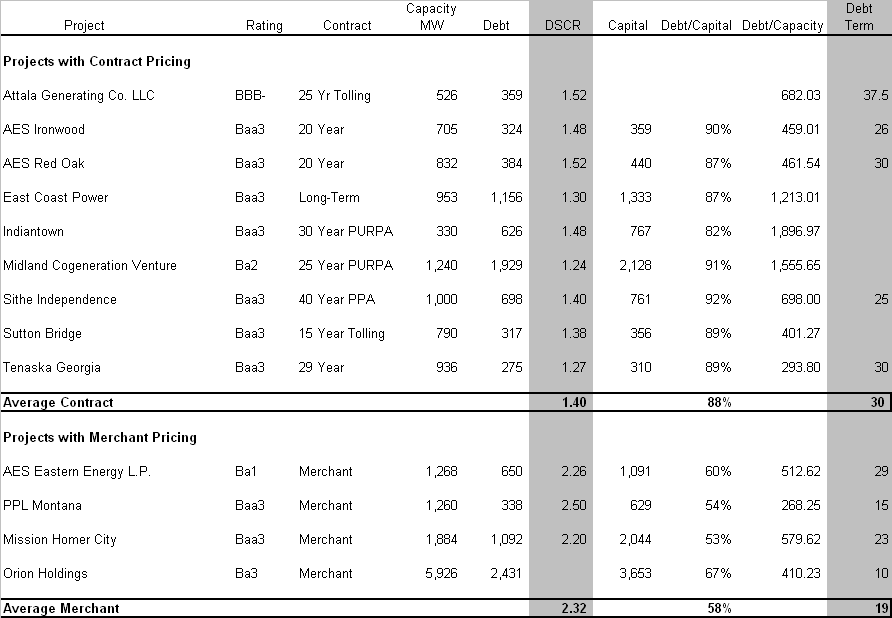 Project Rating Contract Capacity MW Debt DSCR Capital Debt/Capital Debt/Capacity Debt Term
Projects with Contract Pricing
Attala Generating Co. LLC BBB- 25 Yr Tolling 526 359 1.52 682.03 37.5
AES Ironwood Baa3 20 Year 705 324 1.48 359 90% 459.01 26
AES Red Oak Baa3 20 Year 832 384 1.52 440 87% 461.54 30
East Coast Power Baa3 Long-Term 953 1,156 1.30 1,333 87% 1,213.01
Indiantown Baa3 30 Year PURPA 330 626 1.48 767 82% 1,896.97
Midland Cogeneration Venture Ba2 25 Year PURPA 1,240 1,929 1.24 2,128 91% 1,555.65
Sithe Independence Baa3 40 Year PPA 1,000 698 1.40 761 92% 698.00 25
Sutton Bridge Baa3 15 Year Tolling 790 317 1.38 356 89% 401.27
Tenaska Georgia Baa3 29 Year 936 275 1.27 310 89% 293.80 30
Average Contract 1.40 88% 30
Projects with Merchant Pricing
AES Eastern Energy L.P. Ba1 Merchant 1,268 650 2.26 1,091 60% 512.62 29
PPL Montana Baa3 Merchant 1,260 338 2.50 629 54% 268.25 15
Mission Homer City Baa3 Merchant 1,884 1,092 2.20 2,044 53% 579.62 23
Orion Holdings Ba3 Merchant 5,926 2,431 3,653 67% 410.23 10
Average Merchant 2.32 58% 19